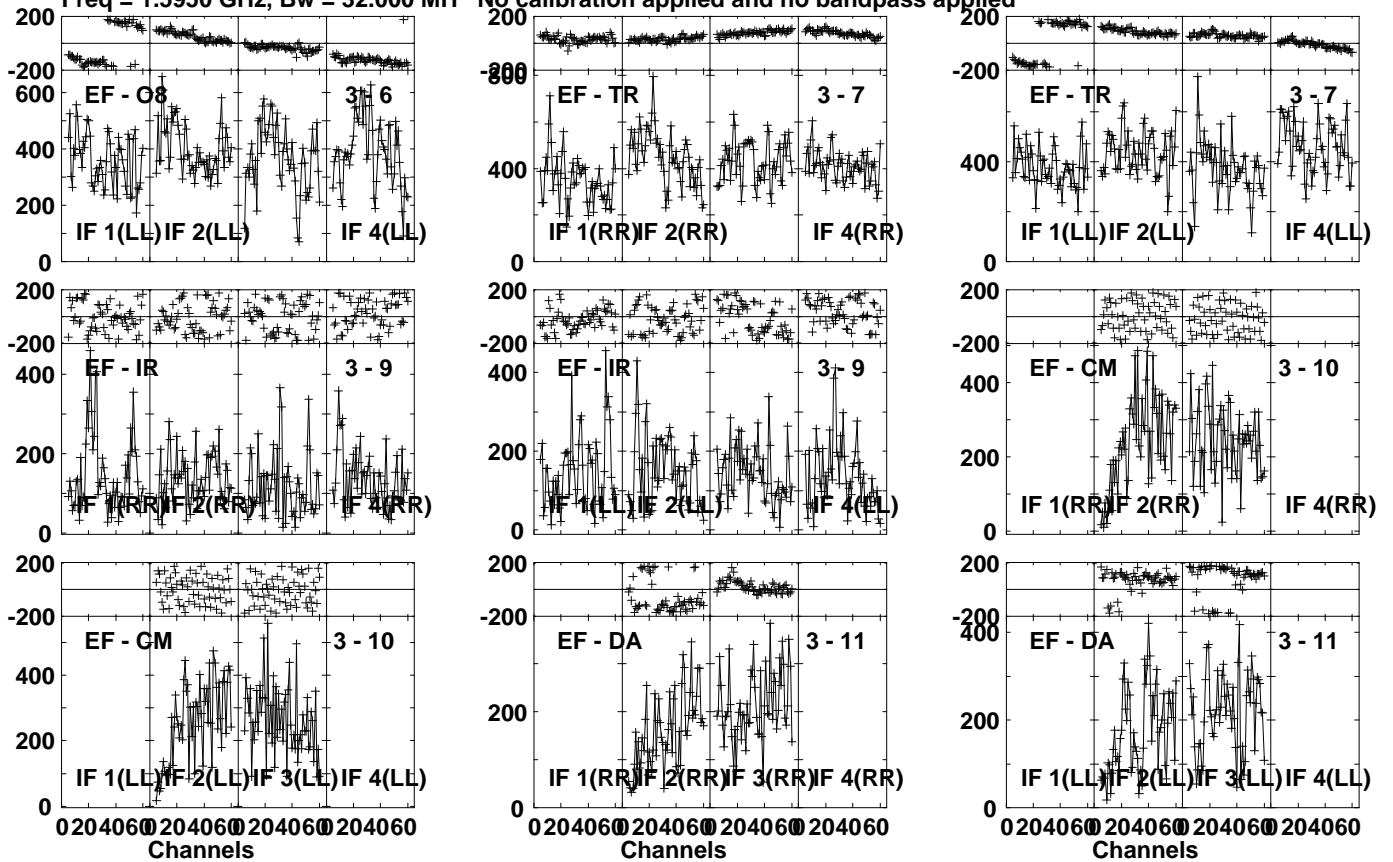 Freq = 1.5950 GHz, Bw = 32.000 MH No calibration applied and no bandpass applied
200 200 200
-200 -200 -200
600 800
EF - O8 3 - 6 EF - TR 3 - 7 EF - TR 3 - 7
400 400 400
200 200 200
IF 1(LL) IF 2(LL) IF 4(LL) IF 1(RR) IF 2(RR) IF 4(RR) IF 1(LL) IF 2(LL) IF 4(LL)
0 0 0
200 200 200
-200 -200 -200
EF - IR 3 - 9 EF - IR 3 - 9 EF - CM 3 - 10
400 400 400
200 200 200
IF 1(RR) IF 2(RR) IF 4(RR) IF 1(LL) IF 2(LL) IF 4(LL) IF 1(RR) IF 2(RR) IF 4(RR)
0 0 0
200 200 200
-200 -200 -200
EF - CM 3 - 10 EF - DA 3 - 11 EF - DA 3 - 11
400 400
200 200 200
IF 1(LL) IF 2(LL) IF 3(LL) IF 4(LL) IF 1(RR) IF 2(RR) IF 3(RR) IF 4(RR) IF 1(LL) IF 2(LL) IF 3(LL) IF 4(LL)
0 0 0
0 20 40 60 0 20 40 60 0 20 40 60 0 20 40 60 0 20 40 60 0 20 40 60 0 20 40 60 0 20 40 60 0 20 40 60 0 20 40 60 0 20 40 60 0 20 40 60
Channels Channels Channels